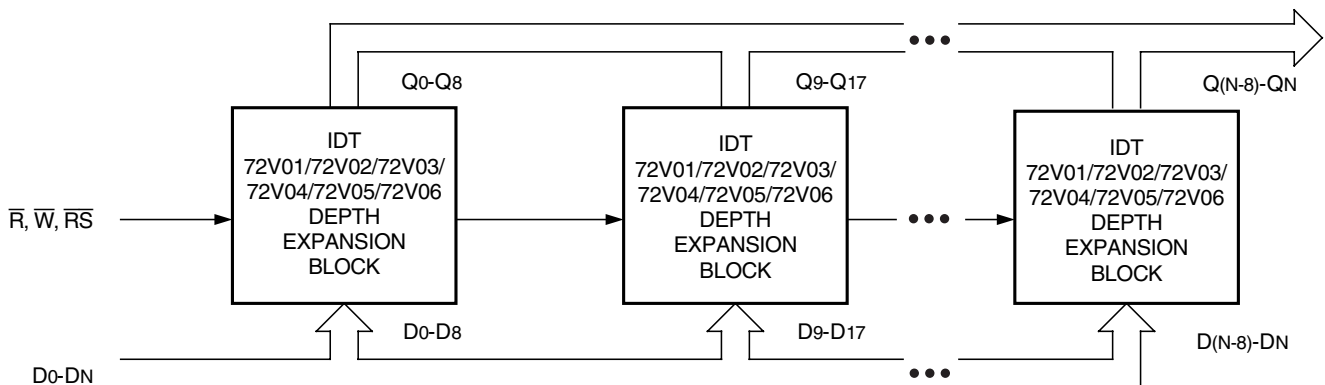 Q0-Q8
Q9-Q17
Q(N-8)-QN
IDT
72V01/72V02/72V03/
72V04/72V05/72V06
DEPTH
EXPANSION
BLOCK
IDT
72V01/72V02/72V03/
72V04/72V05/72V06
DEPTH
EXPANSION
BLOCK
IDT
72V01/72V02/72V03/
72V04/72V05/72V06
DEPTH
EXPANSION
BLOCK
R̅, W̅, R̅S̅
D0-D8
D9-D17
D(N-8)-DN
D0-DN